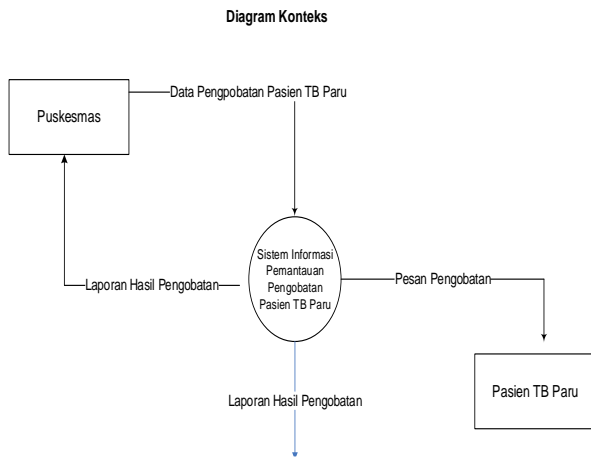 Diagram Konteks
Data Pengpobatan Pasien TB Paru
Puskesmas
Sistem Informasi
Pemantauan
Pengobatan
Pasien TB Paru
Laporan Hasil Pengobatan
Pesan Pengobatan
Pasien TB Paru
Laporan Hasil Pengobatan